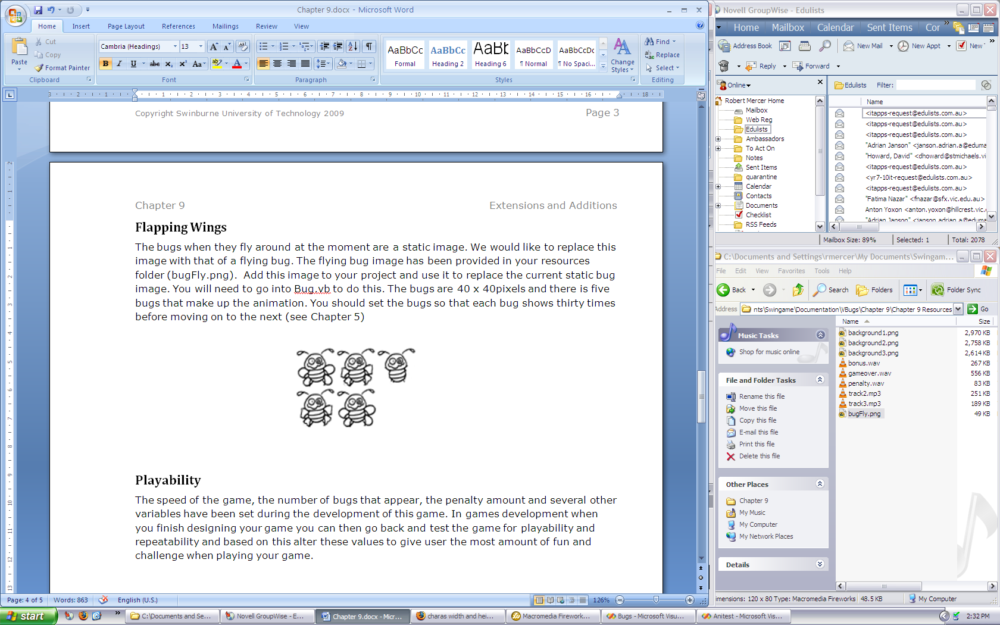 Chapter 9.docx - Microsoft Word
Home Insert Page Layout References Mailings Review View
Paste
Cut
Copy
Format Painter
Clipboard
Cambria (Headings) 13
Font
Paragraph
AaBbCc AaBbCc AaBb AaBbCcD AaBbCcDc
Formal Heading 2 Heading 6 ¶ Normal ¶ No Spaci...
Change Styles
Styles
Find
Replace
Select
Editing
Copyright Swinburne University of Technology 2009 Page 3
Chapter 9 Extensions and Additions
Flapping Wings
The bugs when they fly around at the moment are a static image. We would like to replace this
image with that of a flying bug. The flying bug image has been provided in your resources
folder (bugFly.png).  Add this image to your project and use it to replace the current static bug
image. You will need to go into Bug.vb to do this. The bugs are 40 x 40pixels and there is five
bugs that make up the animation. You should set the bugs so that each bug shows thirty times
before moving on to the next (see Chapter 5)
Playability
The speed of the game, the number of bugs that appear, the penalty amount and several other
variables have been set during the development of this game. In games development when
you finish designing your game you can then go back and test the game for playability and
repeatability and based on this alter these values to give user the most amount of fun and
challenge when playing your game.
Page: 4 of 5 Words: 863 English (U.S.) 126%
Novell GroupWise - Edulists
Home Mailbox Calendar Sent Items Cor
Address Book New Mail New Appt New
Reply Forward
Online
Edulists Filter:
Robert Mercer Home
Mailbox
Web Reg
Edulists
Ambassadors
To Act On
Notes
Sent Items
quarantine
Calendar
Contacts
Documents
Checklist
RSS Feeds
Name
<itapps-request@edulists.com.au>
<itapps-request@edulists.com.au>
<itapps-request@edulists.com.au>
"Adrian Janson" <janson.adrian.a@eduma
"Howard, David" <dhoward@stmichaels.vi
<itapps-request@edulists.com.au>
<yr7-10it-request@edulists.com.au>
<itapps-request@edulists.com.au>
"Fatima Nazar" <fnazar@sfx.vic.edu.au>
Anton Yoxon <anton.yoxon@hillcrest.vic.
"Adrian Janson" <janson.adrian.a@eduma
Mailbox Size: 89% Selected: 1 Total: 2078
C:\Documents and Settings\rmercer\My Documents\Swingam...
File Edit View Favorites Tools Help
Back Search Folders Folder Sync
Address nts\Swingame\Documentation\VBugs\Chapter 9\Chapter 9 Resources Go
Music Tasks
Shop for music online
File and Folder Tasks
Rename this file
Move this file
Copy this file
E-mail this file
Print this file
Delete this file
Other Places
Chapter 9
My Music
My Computer
My Network Places
Details
Name Size
background1.png 2,970 KB
background2.png 2,758 KB
background3.png 2,614 KB
bonus.wav 267 KB
gameover.wav 556 KB
penalty.wav 83 KB
track2.mp3 251 KB
track3.mp3 189 KB
bugFly.png 49 KB
imensions: 120 x 80 Type: Macromedia Fireworks 48.5 KB My Computer
start C:\Documents and Se... Novell GroupWise - E... Chapter 9.docx - Micr... charas width and hei... Macromedia Firework... Bugs - Microsoft Visu... Anitest - Microsoft Vis... 2:32 PM